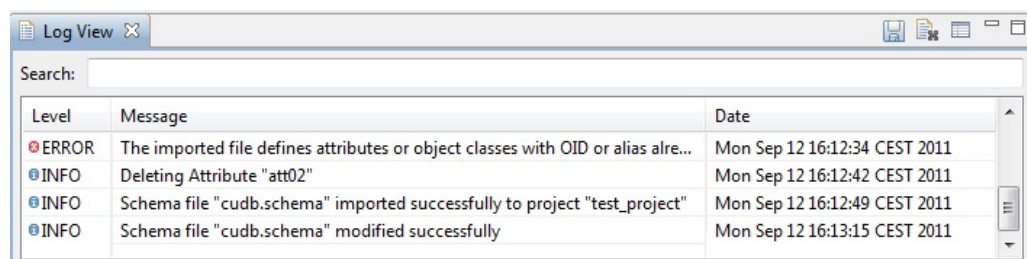 Log View
Search:
Level Message Date
ERROR The imported file defines attributes or object classes with OID or alias alre... Mon Sep 12 16:12:34 CEST 2011
INFO Deleting Attribute "att02" Mon Sep 12 16:12:42 CEST 2011
INFO Schema file "cudb.schema" imported successfully to project "test_project" Mon Sep 12 16:12:49 CEST 2011
INFO Schema file "cudb.schema" modified successfully Mon Sep 12 16:13:15 CEST 2011